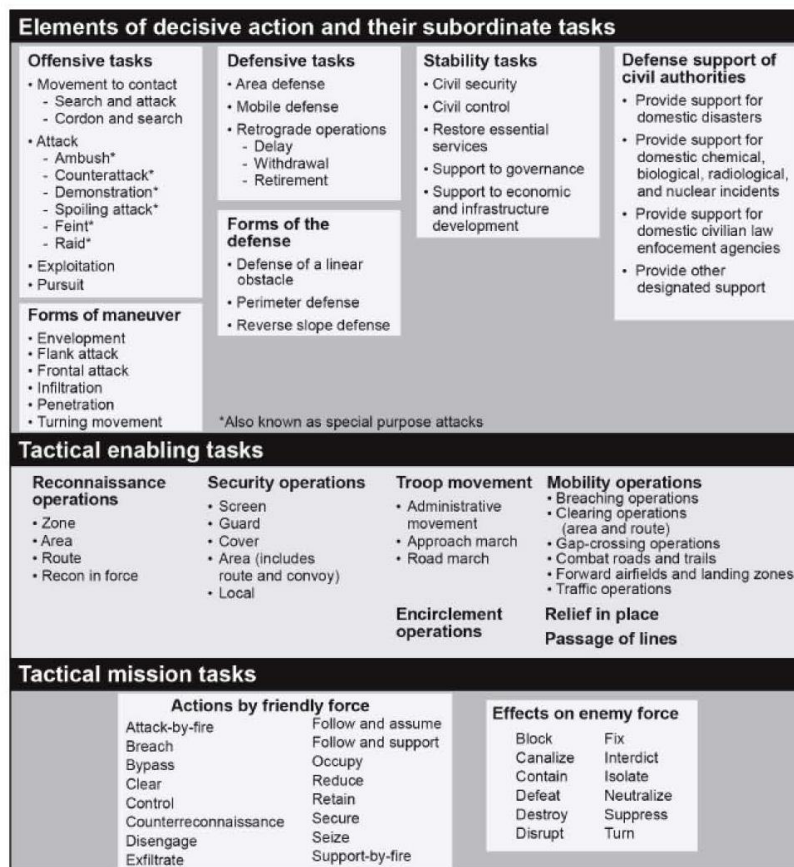 Elements of decisive action and their subordinate tasks
Offensive tasks
• Movement to contact
- Search and attack
- Cordon and search
• Attack
- Ambush*
- Counterattack*
- Demonstration*
- Spoiling attack*
- Feint*
- Raid*
• Exploitation
• Pursuit
Forms of maneuver
• Envelopment
• Flank attack
• Frontal attack
• Infiltration
• Penetration
• Turning movement
Defensive tasks
• Area defense
• Mobile defense
• Retrograde operations
- Delay
- Withdrawal
- Retirement
Forms of the
defense
• Defense of a linear
obstacle
• Perimeter defense
• Reverse slope defense
Stability tasks
• Civil security
• Civil control
• Restore essential
services
• Support to governance
• Support to economic
and infrastructure
development
Defense support of
civil authorities
• Provide support for
domestic disasters
• Provide support for
domestic chemical,
biological, radiological,
and nuclear incidents
• Provide support for
domestic civilian law
enfocement agencies
• Provide other
designated support
*Also known as special purpose attacks
Tactical enabling tasks
Reconnaissance
operations
• Zone
• Area
• Route
• Recon in force
Security operations
• Screen
• Guard
• Cover
• Area (includes
route and convoy)
• Local
Troop movement
• Administrative
movement
• Approach march
• Road march
Encirclement
operations
Mobility operations
• Breaching operations
• Clearing operations
(area and route)
• Gap-crossing operations
• Combat roads and trails
• Forward airfields and landing zones
• Traffic operations
Relief in place
Passage of lines
Tactical mission tasks
Actions by friendly force
Attack-by-fire
Breach
Bypass
Clear
Control
Counterreconnaissance
Disengage
Exfiltrate
Follow and assume
Follow and support
Occupy
Reduce
Retain
Secure
Seize
Support-by-fire
Effects on enemy force
Block
Canalize
Contain
Defeat
Destroy
Disrupt
Fix
Interdict
Isolate
Neutralize
Suppress
Turn